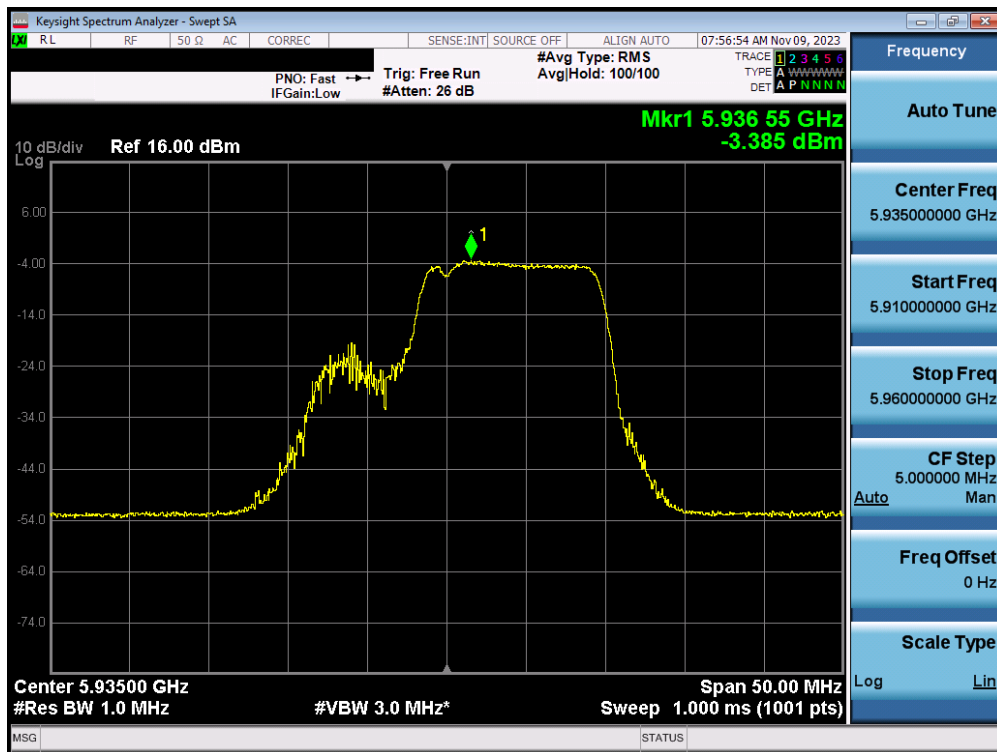 Keysight Spectrum Analyzer - Swept SA
LXI RL RF 50 Ω AC CORREC SENSE:INT SOURCE OFF ALIGN AUTO 07:56:54 AM Nov 09, 2023
PNO: Fast Trig: Free Run #Avg Type: RMS TRACE 1 2 3 4 5 6
IFGain:Low #Atten: 26 dB Avg|Hold: 100/100 TYPE A WWWWWW
DET A P N N N N
Mkr1 5.936 55 GHz
-3.385 dBm
10 dB/div Ref 16.00 dBm
Log
1
6.00
-4.00
-14.0
-24.0
-34.0
-44.0
-54.0
-64.0
-74.0
Center 5.93500 GHz Span 50.00 MHz
#Res BW 1.0 MHz #VBW 3.0 MHz* Sweep 1.000 ms (1001 pts)
MSG STATUS
Frequency
Auto Tune
Center Freq
5.935000000 GHz
Start Freq
5.910000000 GHz
Stop Freq
5.960000000 GHz
CF Step
5.000000 MHz
Auto Man
Freq Offset
0 Hz
Scale Type
Log Lin